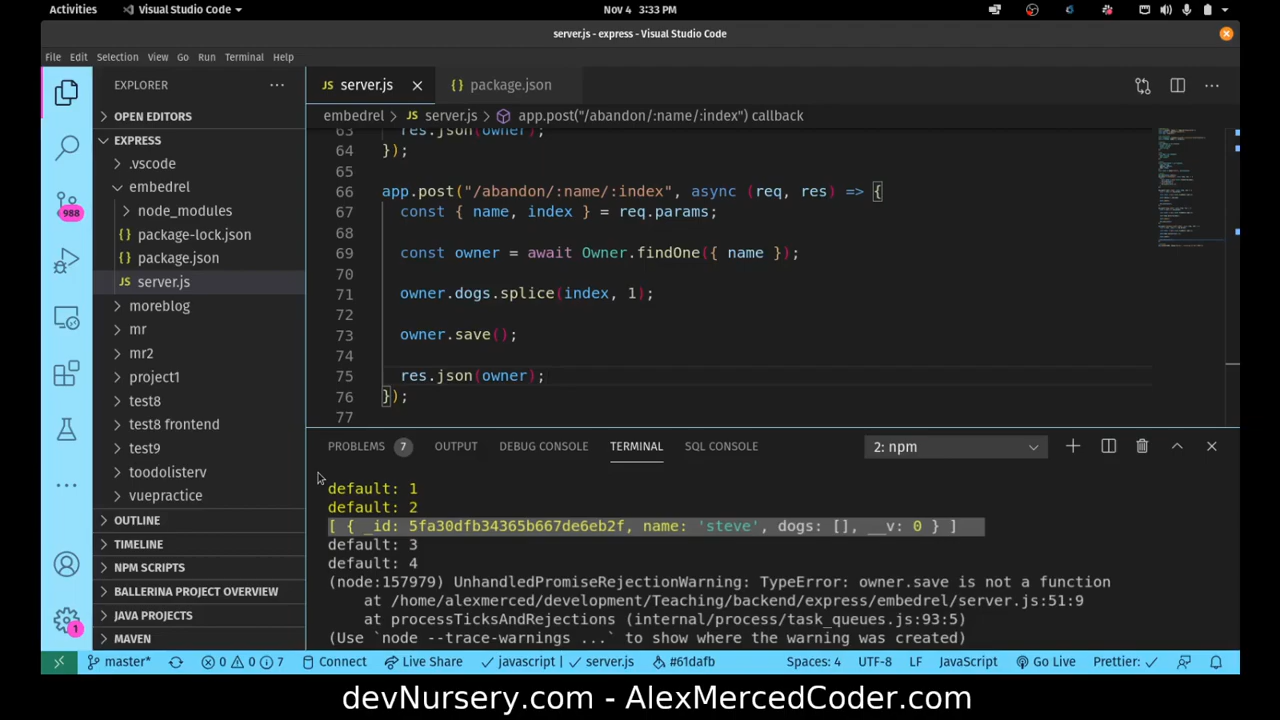 Activities
Visual Studio Code
Nov 4 3:33 PM
server.js - express - Visual Studio Code
File Edit Selection View Go Run Terminal Help
EXPLORER
OPEN EDITORS
EXPRESS
.vscode
embedrel
node_modules
{} package-lock.json
{} package.json
JS server.js
moreblog
mr
mr2
project1
test8
test8 frontend
test9
toodolisterv
vuepractice
OUTLINE
TIMELINE
NPM SCRIPTS
BALLERINA PROJECT OVERVIEW
JAVA PROJECTS
MAVEN
988
1
JS server.js
{} package.json
embedrel > JS server.js > app.post("/abandon/:name/:index") callback
63 res.json(owner);
64 });
65
66 app.post("/abandon/:name/:index", async (req, res) => {
67 const { name, index } = req.params;
68
69 const owner = await Owner.findOne({ name });
70
71 owner.dogs.splice(index, 1);
72
73 owner.save();
74
75 res.json(owner);
76 });
77
PROBLEMS 7 OUTPUT DEBUG CONSOLE TERMINAL SQL CONSOLE 2: npm
default: 1
default: 2
[ { _id: 5fa30dfb34365b667de6eb2f, name: 'steve', dogs: [], __v: 0 } ]
default: 3
default: 4
(node:157979) UnhandledPromiseRejectionWarning: TypeError: owner.save is not a function
at /home/alexmerced/development/Teaching/backend/express/embedrel/server.js:51:9
at processTicksAndRejections (internal/process/task_queues.js:93:5)
(Use `node --trace-warnings ...` to show where the warning was created)
master* 0 0 7 Connect Live Share javascript | server.js #61dafb Spaces: 4 UTF-8 LF JavaScript Go Live Prettier:
devNursery.com - AlexMercedCoder.com